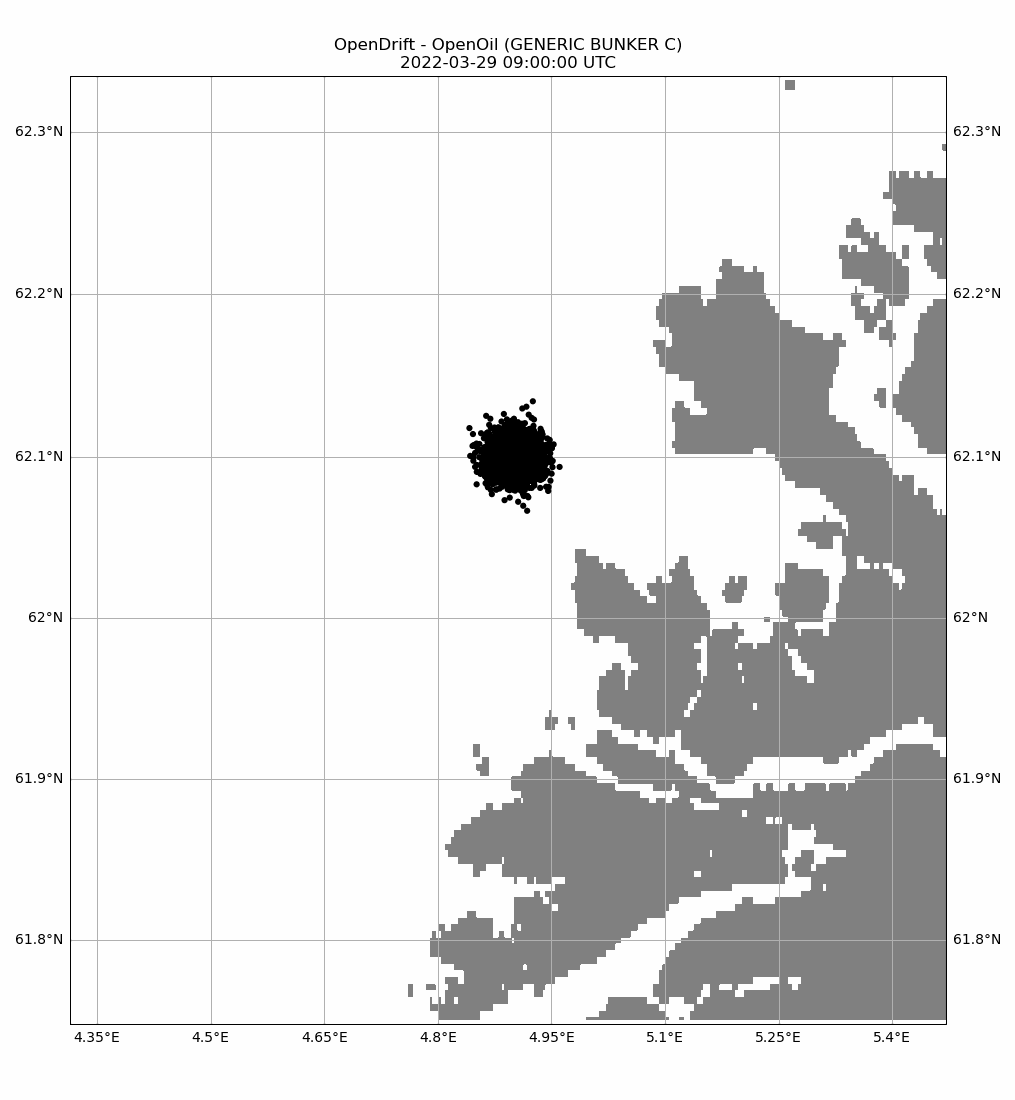 OpenDrift - OpenOil (GENERIC BUNKER C)
2022-03-29 09:00:00 UTC
62.3°N 62.3°N
62.2°N 62.2°N
62.1°N 62.1°N
62°N 62°N
61.9°N 61.9°N
61.8°N 61.8°N
4.35°E 4.5°E 4.65°E 4.8°E 4.95°E 5.1°E 5.25°E 5.4°E